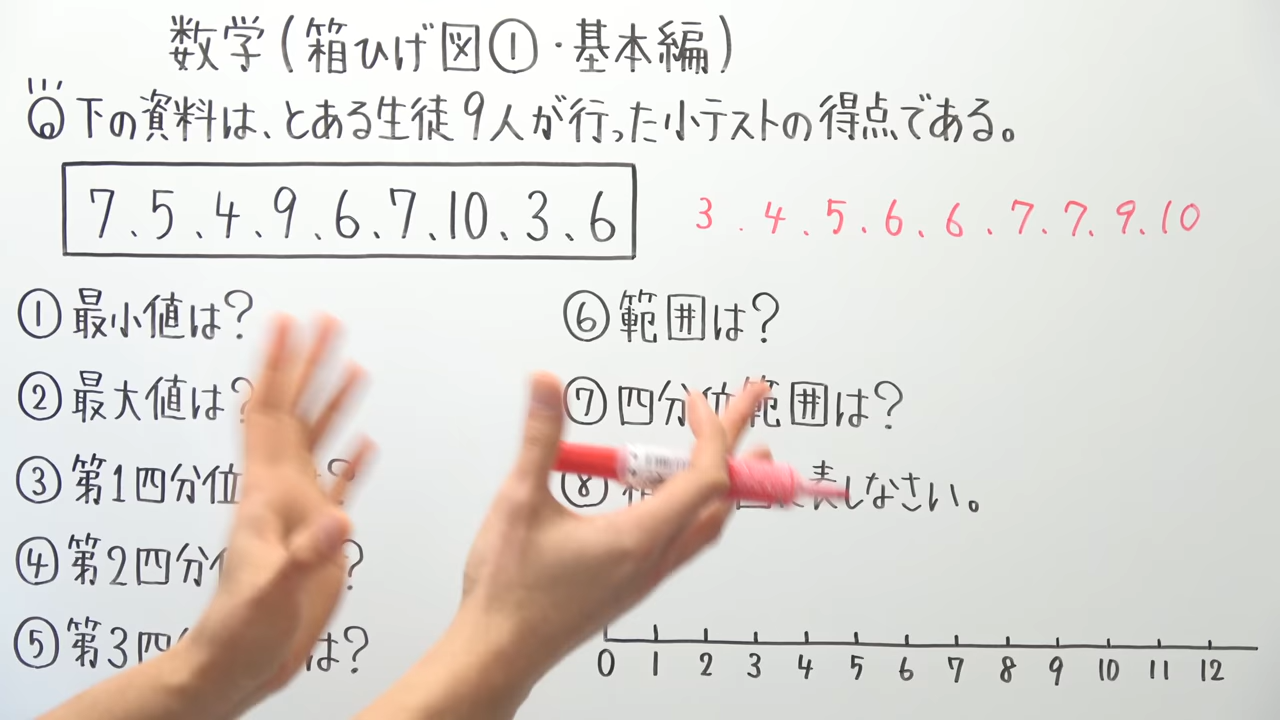 数学(箱ひげ図①・基本編)
Q 下の資料は、とある生徒9人が行った小テストの得点である。
7、5、4、9、6、7、10、3、6
3、4、5、6、6、7、7、9、10
①最小値は?
②最大値は?
③第1四分位 ?
④第2四分 ?
⑤第3四 は?
⑥範囲は?
⑦四分位範囲は?
⑧ 表しなさい。
0 1 2 3 4 5 6 7 8 9 10 11 12